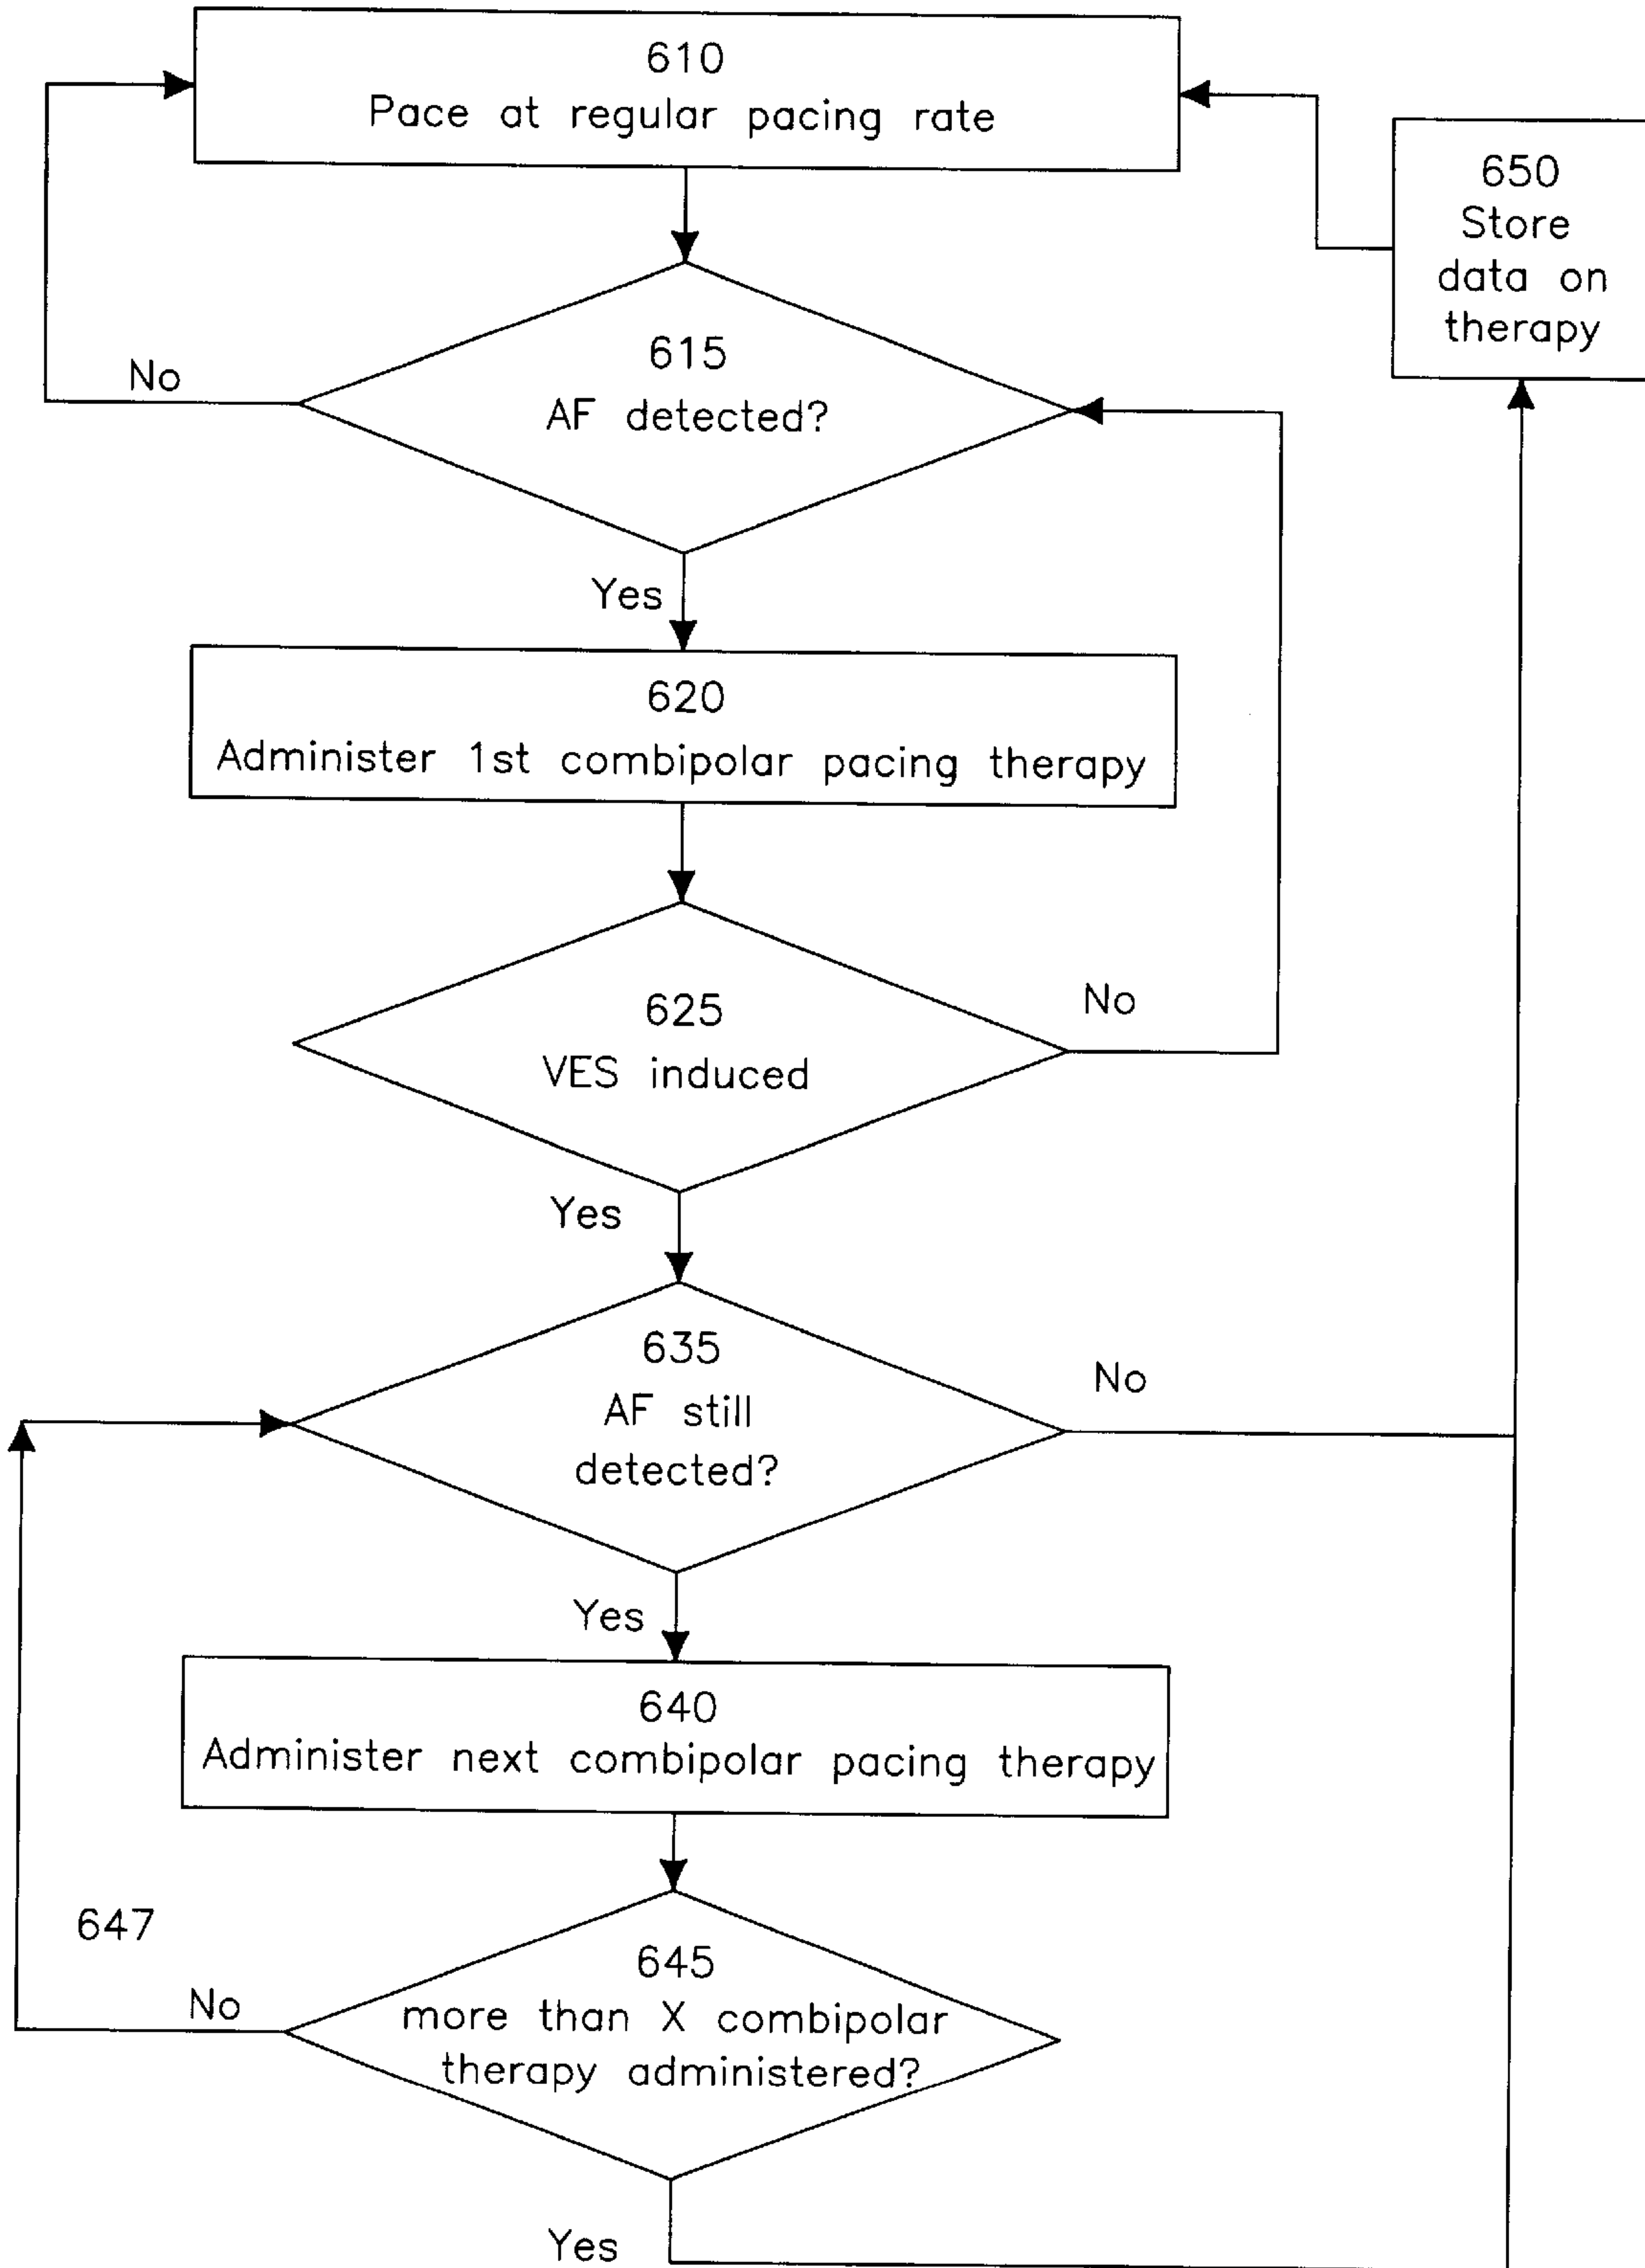 610
Pace at regular pacing rate
650
Store
data on
therapy
615
AF detected?
No
Yes
620
Administer 1st combipolar pacing therapy
625
VES induced
No
Yes
635
AF still
detected?
No
Yes
640
Administer next combipolar pacing therapy
647
645
more than X combipolar
therapy administered?
No
Yes